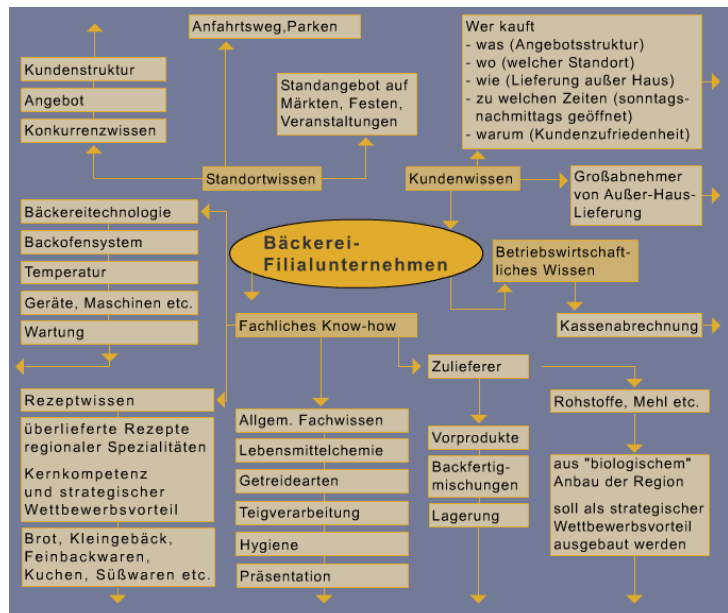 Anfahrtsweg,Parken
Kundenstruktur
Angebot
Konkurrenzwissen
Standangebot auf
Märkten, Festen,
Veranstaltungen
Wer kauft
- was (Angebotsstruktur)
- wo (welcher Standort)
- wie (Lieferung außer Haus)
- zu welchen Zeiten (sonntags-
nachmittags geöffnet)
- warum (Kundenzufriedenheit)
Standortwissen
Kundenwissen
Großabnehmer
von Außer-Haus-
Lieferung
Bäckereitechnologie
Backofensystem
Temperatur
Geräte, Maschinen etc.
Wartung
Bäckerei-
Filialunternehmen
Betriebswirtschaft-
liches Wissen
Kassenabrechnung
Fachliches Know-how
Zulieferer
Rezeptwissen
überlieferte Rezepte
regionaler Spezialitäten
Kernkompetenz
und strategischer
Wettbewerbsvorteil
Brot, Kleingebäck,
Feinbackwaren,
Kuchen, Süßwaren etc.
Allgem. Fachwissen
Lebensmittelchemie
Getreidearten
Teigverarbeitung
Hygiene
Präsentation
Vorprodukte
Backfertig-
mischungen
Lagerung
Rohstoffe, Mehl etc.
aus "biologischem"
Anbau der Region
soll als strategischer
Wettbewerbsvorteil
ausgebaut werden